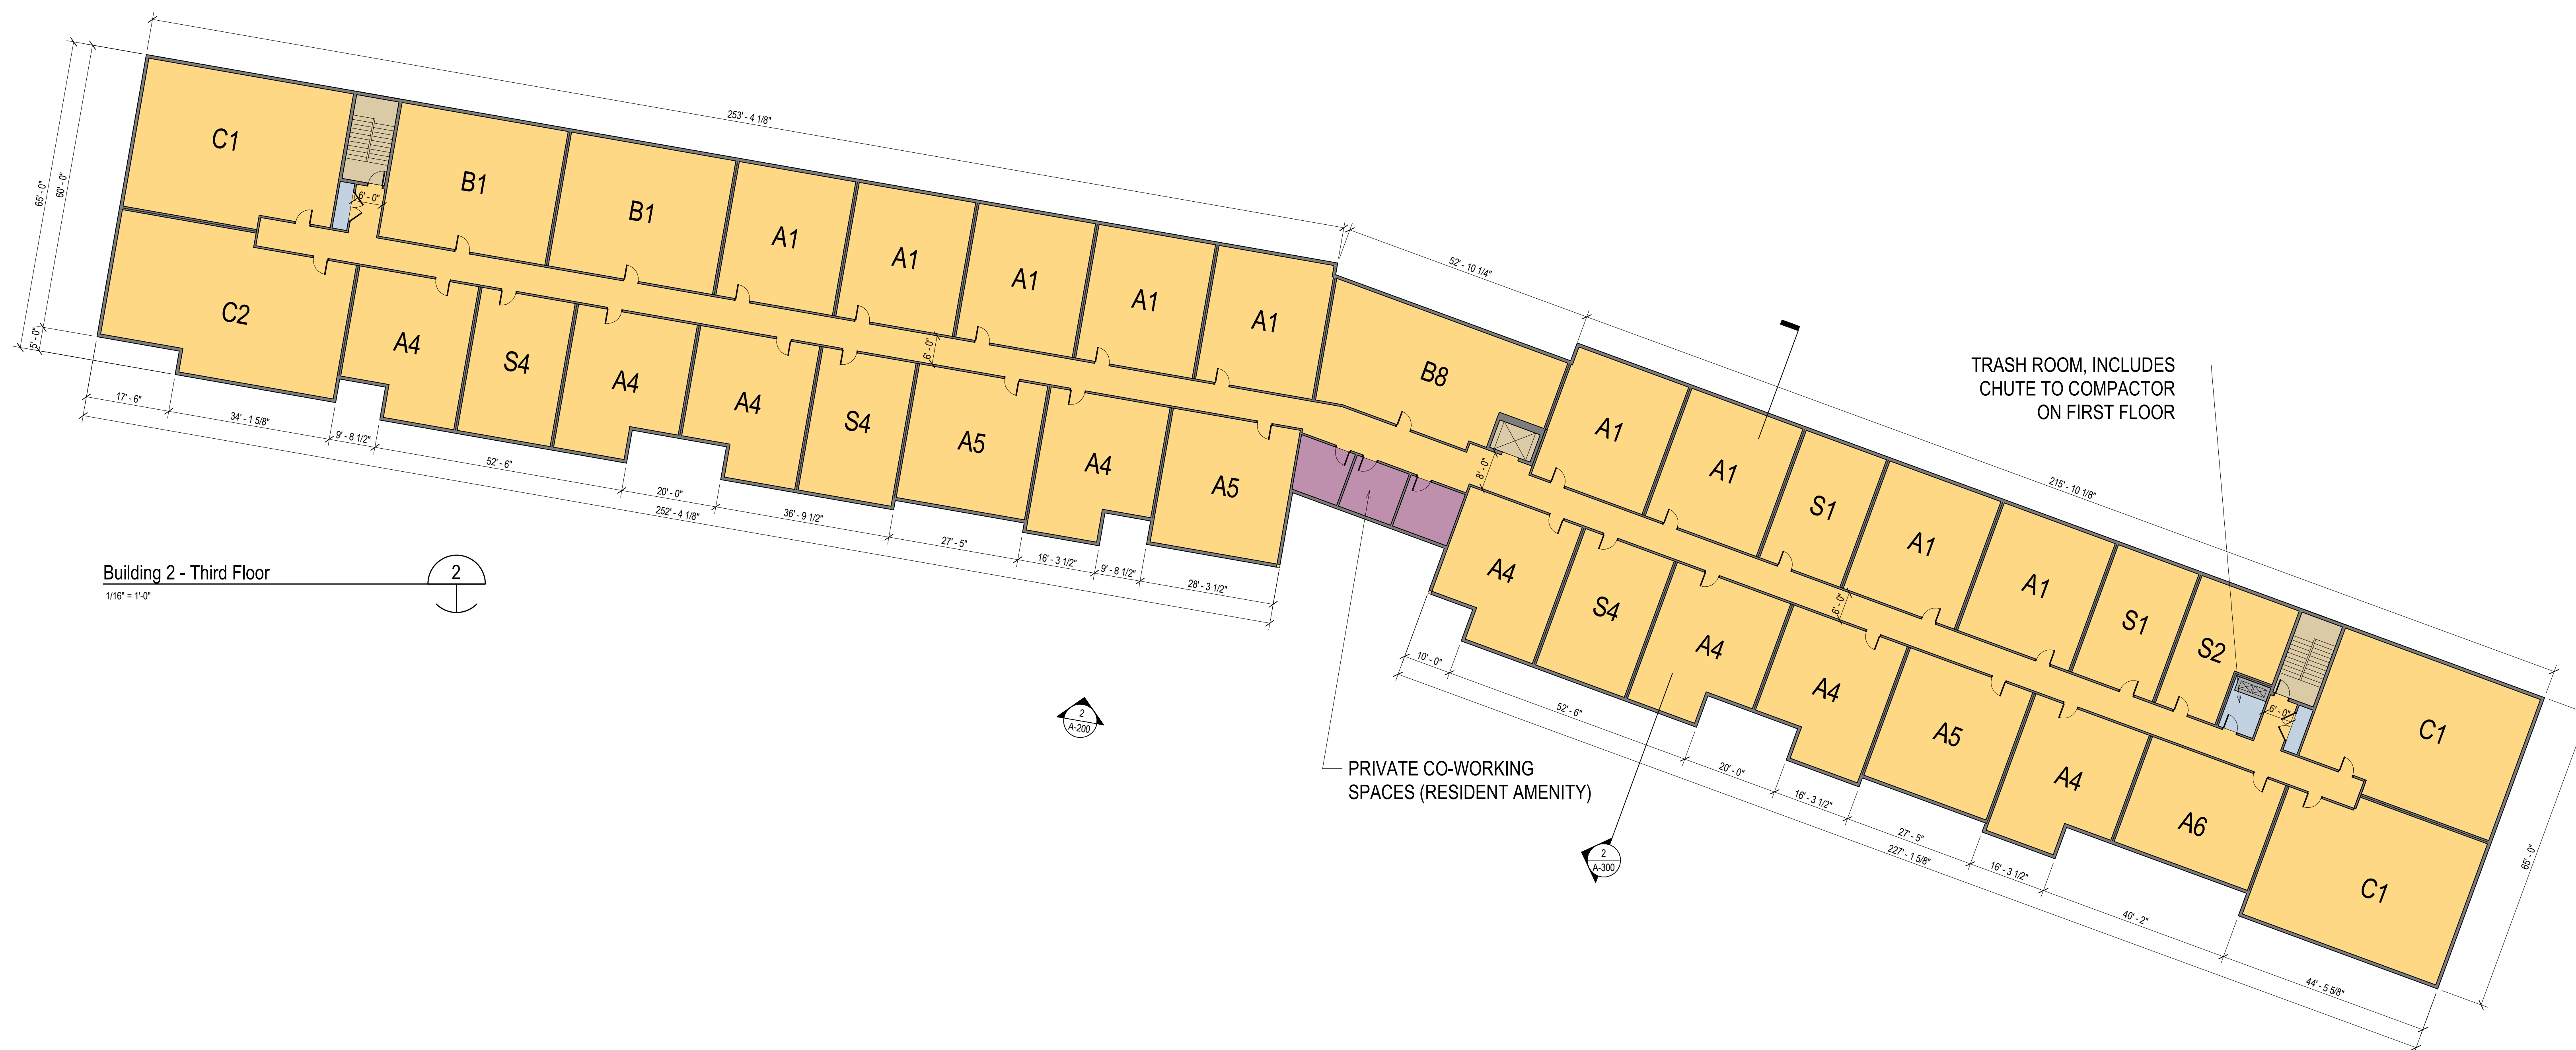 253' - 4 1/8"
65' - 0"
60' - 0"
5' - 0"
C1
6' - 0"
B1
B1
A1
A1
A1
A1
A1
52' - 10 1/4"
B8
A1
A1
S1
A1
A1
S1
S2
C1
215' - 10 1/8"
TRASH ROOM, INCLUDES
CHUTE TO COMPACTOR
ON FIRST FLOOR
6' - 0"
8' - 0"
6' - 0"
6' - 0"
C2
A4
S4
A4
A4
S4
A5
A4
A5
A4
S4
A4
A4
A5
A4
A6
C1
17' - 6"
34' - 1 5/8"
9' - 8 1/2"
52' - 6"
20' - 0"
36' - 9 1/2"
27' - 5"
16' - 3 1/2"
9' - 8 1/2"
28' - 3 1/2"
252' - 4 1/8"
10' - 0"
52' - 6"
20' - 0"
16' - 3 1/2"
27' - 5"
16' - 3 1/2"
40' - 2"
44' - 5 5/8"
227' - 1 5/8"
65' - 0"
Building 2 - Third Floor
2
1/16" = 1'-0"
2
A-200
PRIVATE CO-WORKING
SPACES (RESIDENT AMENITY)
2
A-300